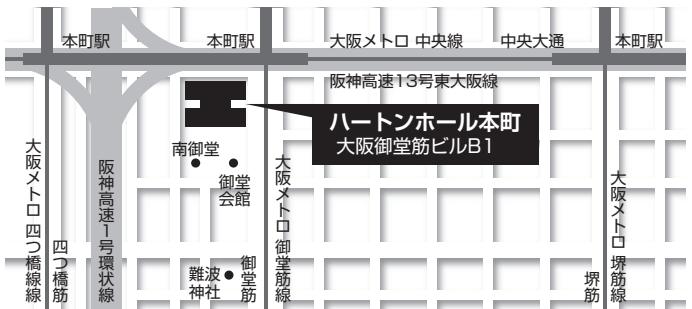 本町駅
本町駅
大阪メトロ 中央線
中央大通
本町駅
阪神高速13号東大阪線
ハートンホール本町
大阪御堂筋ビルB1
南御堂
御堂
会館
大阪メトロ 四つ橋線線
四つ橋筋
阪神高速1号環状線
難波
神社
御堂筋
大阪メトロ 御堂筋線
堺筋
大阪メトロ 堺筋線